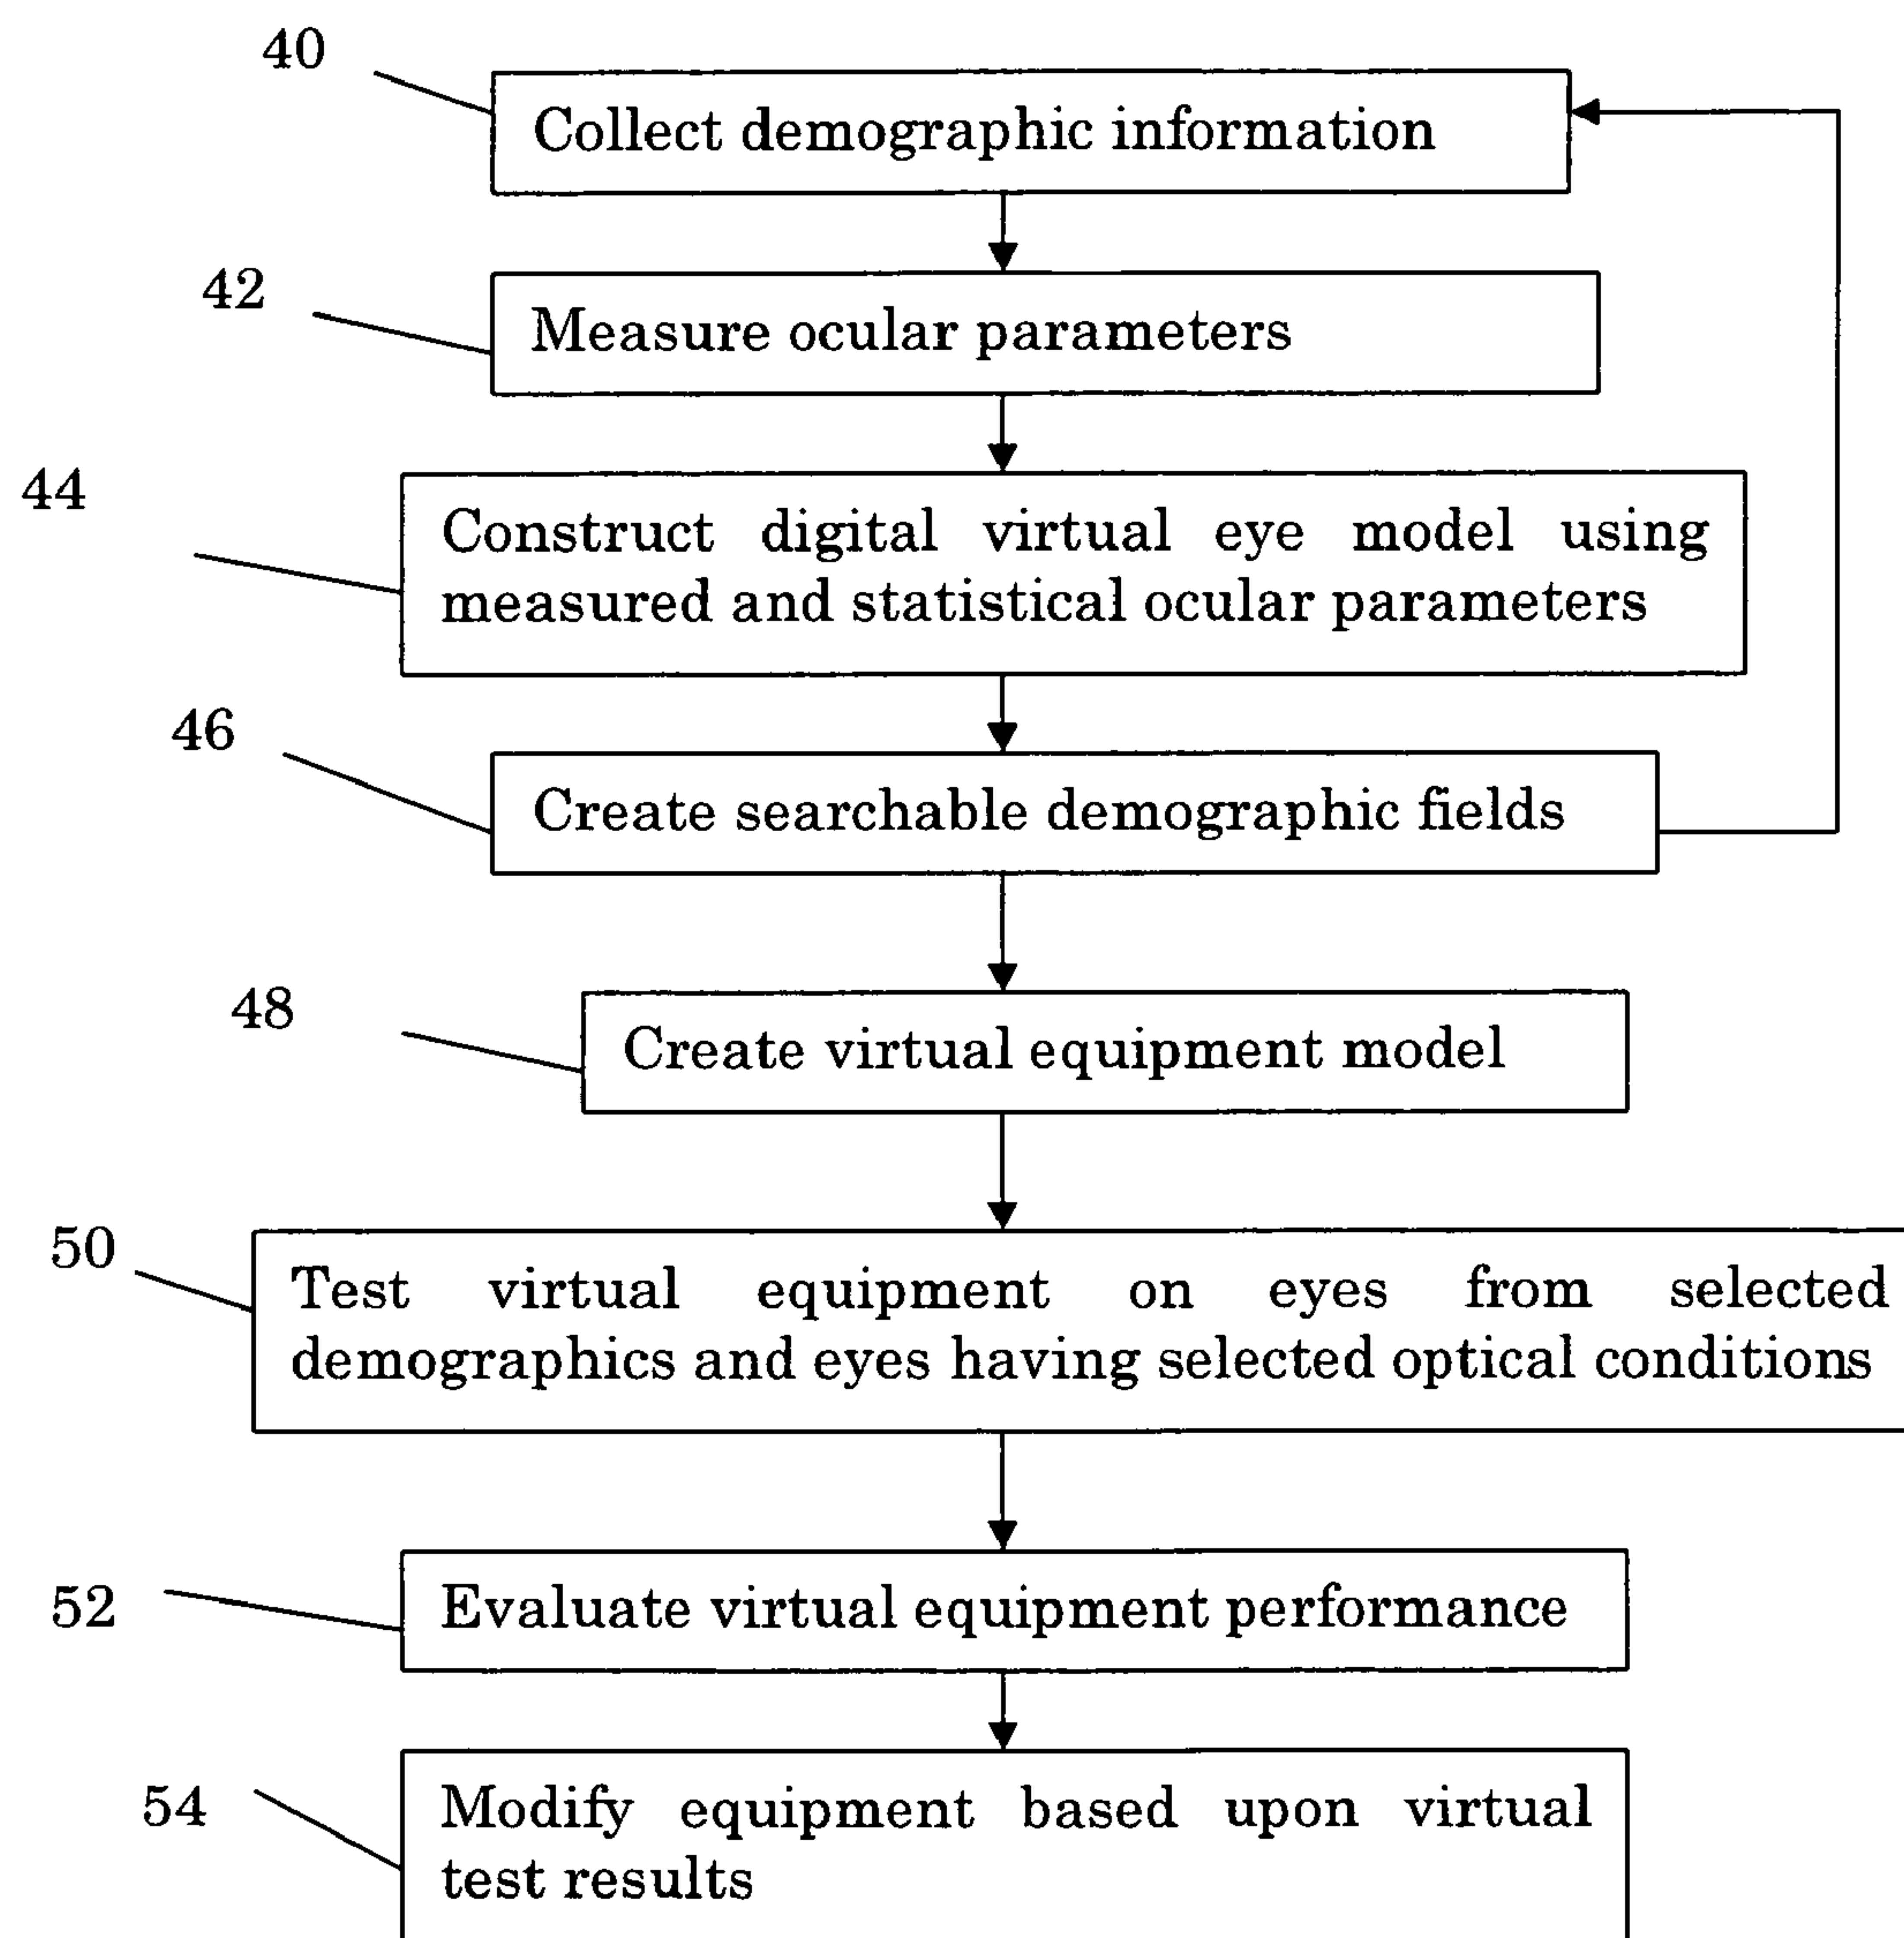 40
Collect demographic information
42
Measure ocular parameters
44
Construct digital virtual eye model using
measured and statistical ocular parameters
46
Create searchable demographic fields
48
Create virtual equipment model
50
Test virtual equipment on eyes from selected
demographics and eyes having selected optical conditions
52
Evaluate virtual equipment performance
54
Modify equipment based upon virtual
test results